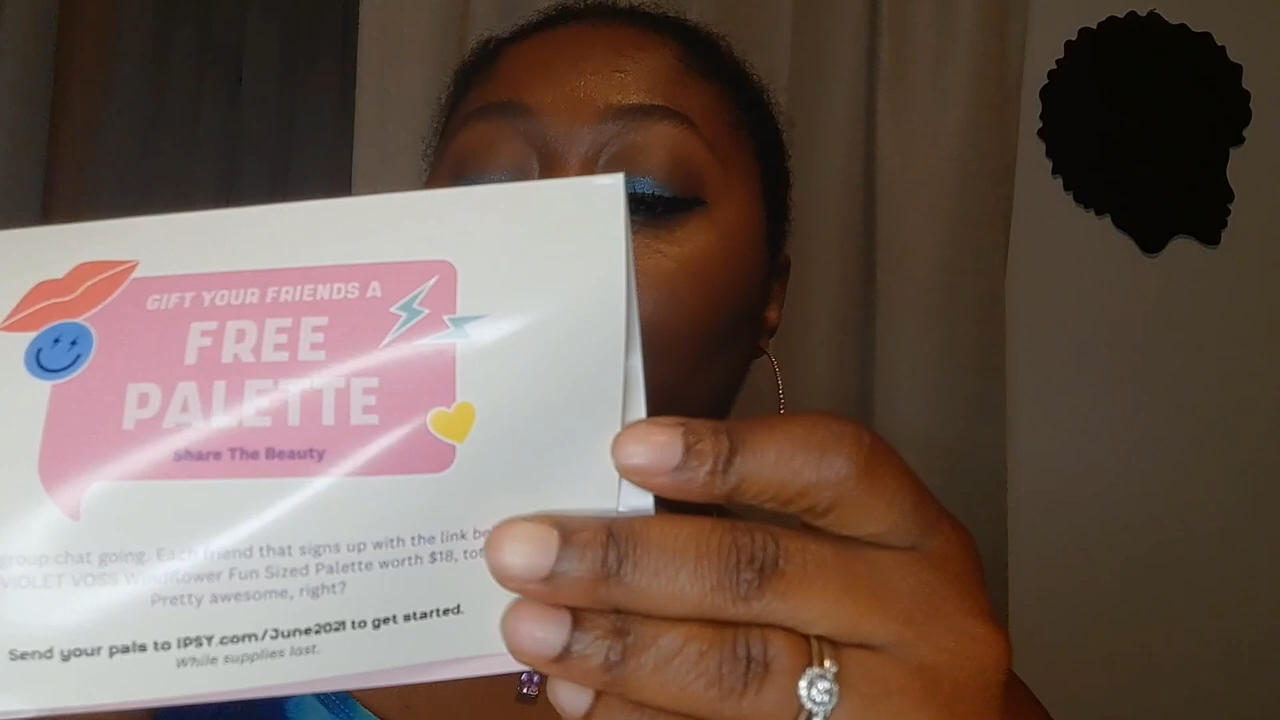 GIFT YOUR FRIENDS A
FREE
PALETTE
Share The Beauty
group chat going. Each friend that signs up with the link
VIOLET VOSS Windflower Fun Sized Palette worth $18,
Pretty awesome, right?
Send your pals to IPSY.com/June2021 to get started.
While supplies last.